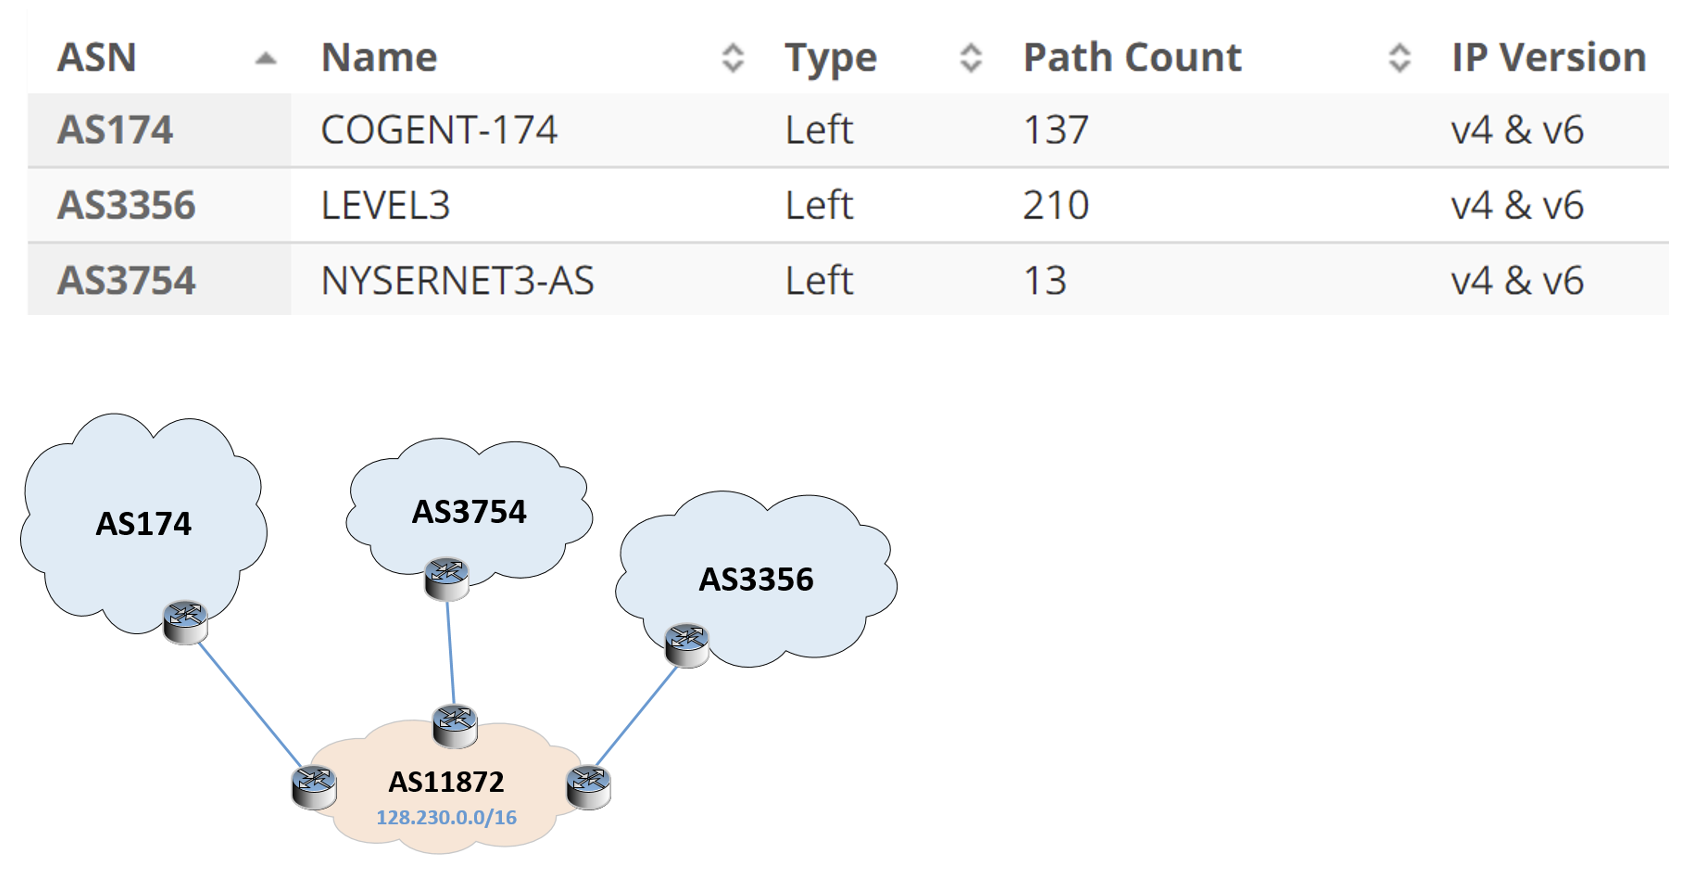 ASN Name Type Path Count IP Version
AS174 COGENT-174 Left 137 v4 & v6
AS3356 LEVEL3 Left 210 v4 & v6
AS3754 NYSERNET3-AS Left 13 v4 & v6
AS174
AS3754
AS3356
AS11872
128.230.0.0/16